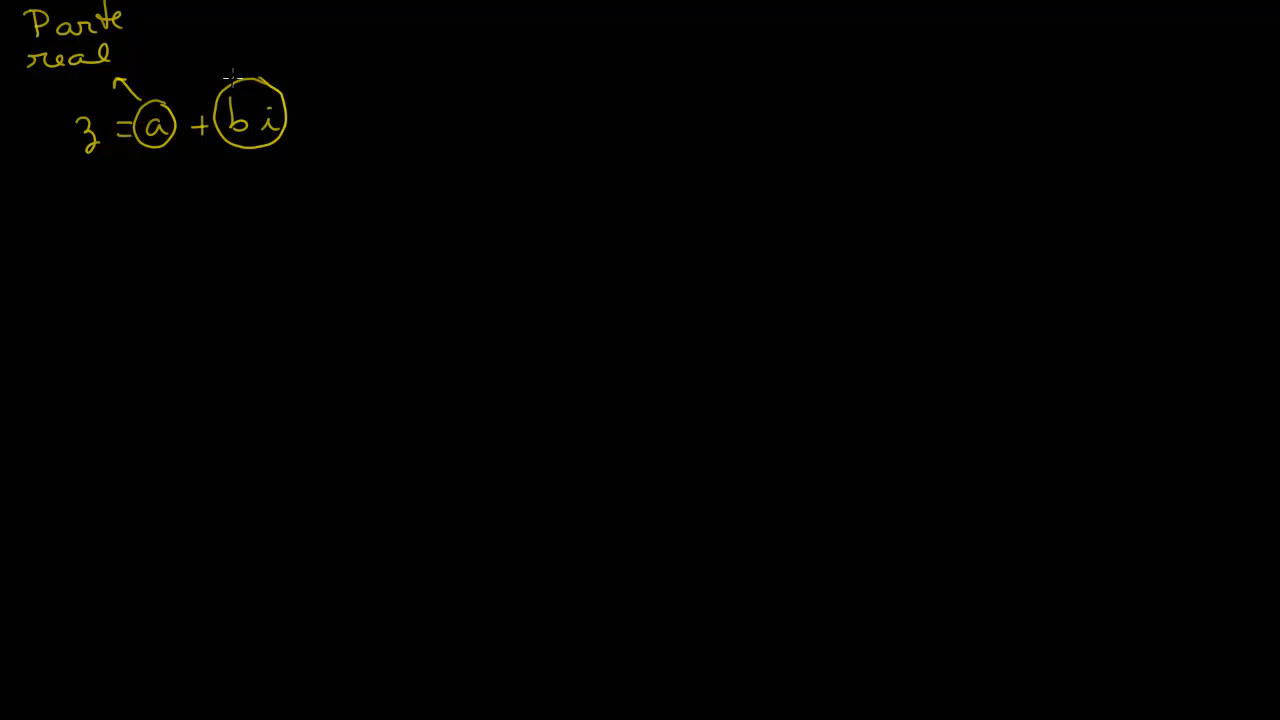 Parte
real
z = a + bi